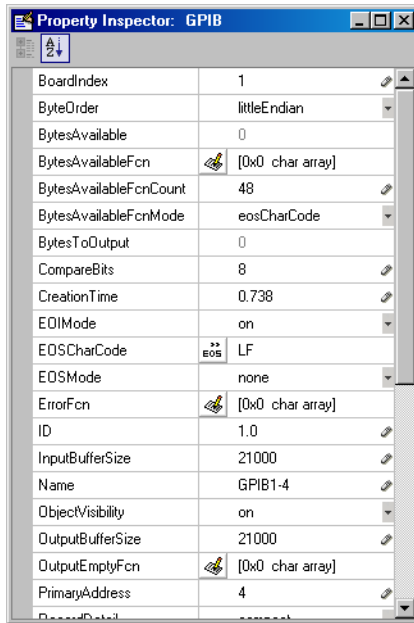 Property Inspector: GPIB
BoardIndex 1
ByteOrder littleEndian
BytesAvailable 0
BytesAvailableFcn [0x0 char array]
BytesAvailableFcnCount 48
BytesAvailableFcnMode eosCharCode
BytesToOutput 0
CompareBits 8
CreationTime 0.738
EOIMode on
EOSCharCode EOS LF
EOSMode none
ErrorFcn [0x0 char array]
ID 1.0
InputBufferSize 21000
Name GPIB1-4
ObjectVisibility on
OutputBufferSize 21000
OutputEmptyFcn [0x0 char array]
PrimaryAddress 4
RecordDetail compact